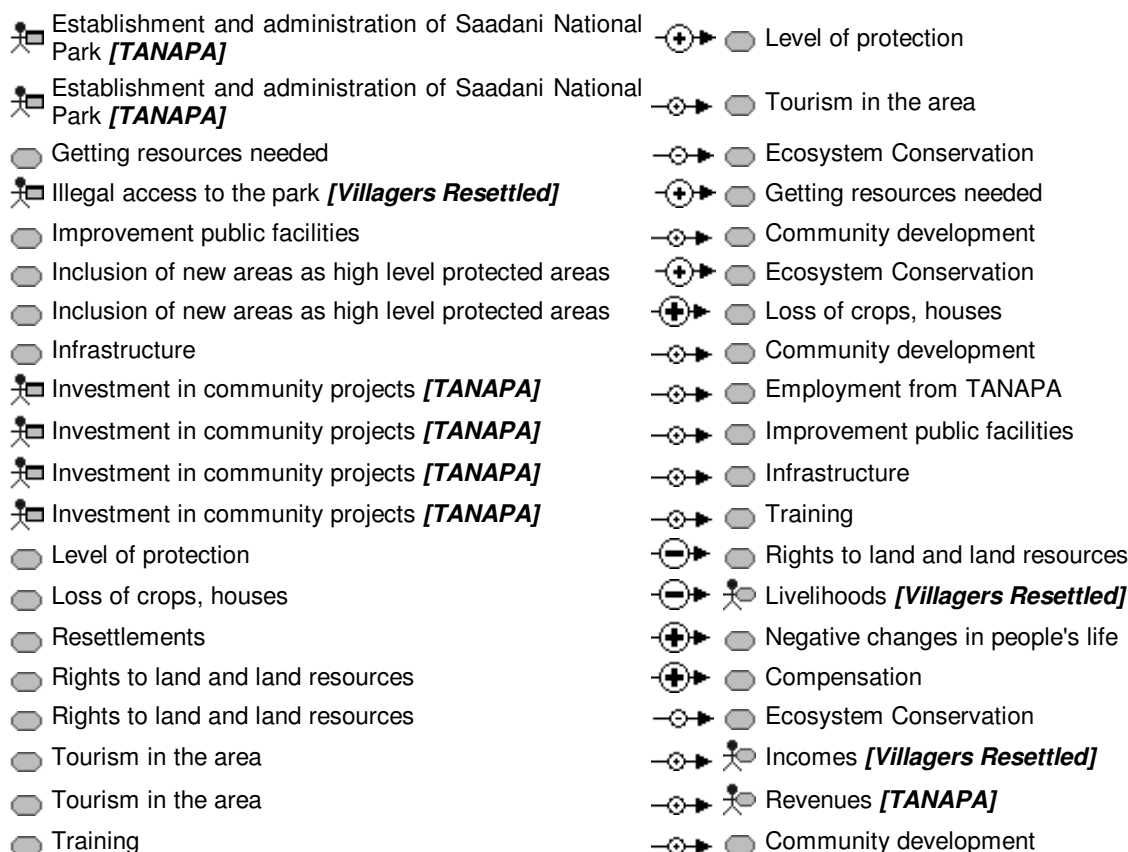 Establishment and administration of Saadani National Park [TANAPA] + Level of protection
Establishment and administration of Saadani National Park [TANAPA] + Tourism in the area
Getting resources needed - Ecosystem Conservation
Illegal access to the park [Villagers Resettled] + Getting resources needed
Improvement public facilities + Community development
Inclusion of new areas as high level protected areas + Ecosystem Conservation
Inclusion of new areas as high level protected areas + Loss of crops, houses
Infrastructure + Community development
Investment in community projects [TANAPA] + Employment from TANAPA
Investment in community projects [TANAPA] + Improvement public facilities
Investment in community projects [TANAPA] + Infrastructure
Investment in community projects [TANAPA] + Training
Level of protection - Rights to land and land resources
Loss of crops, houses - Livelihoods [Villagers Resettled]
Resettlements + Negative changes in people's life
Rights to land and land resources + Compensation
Rights to land and land resources - Ecosystem Conservation
Tourism in the area + Incomes [Villagers Resettled]
Tourism in the area + Revenues [TANAPA]
Training + Community development